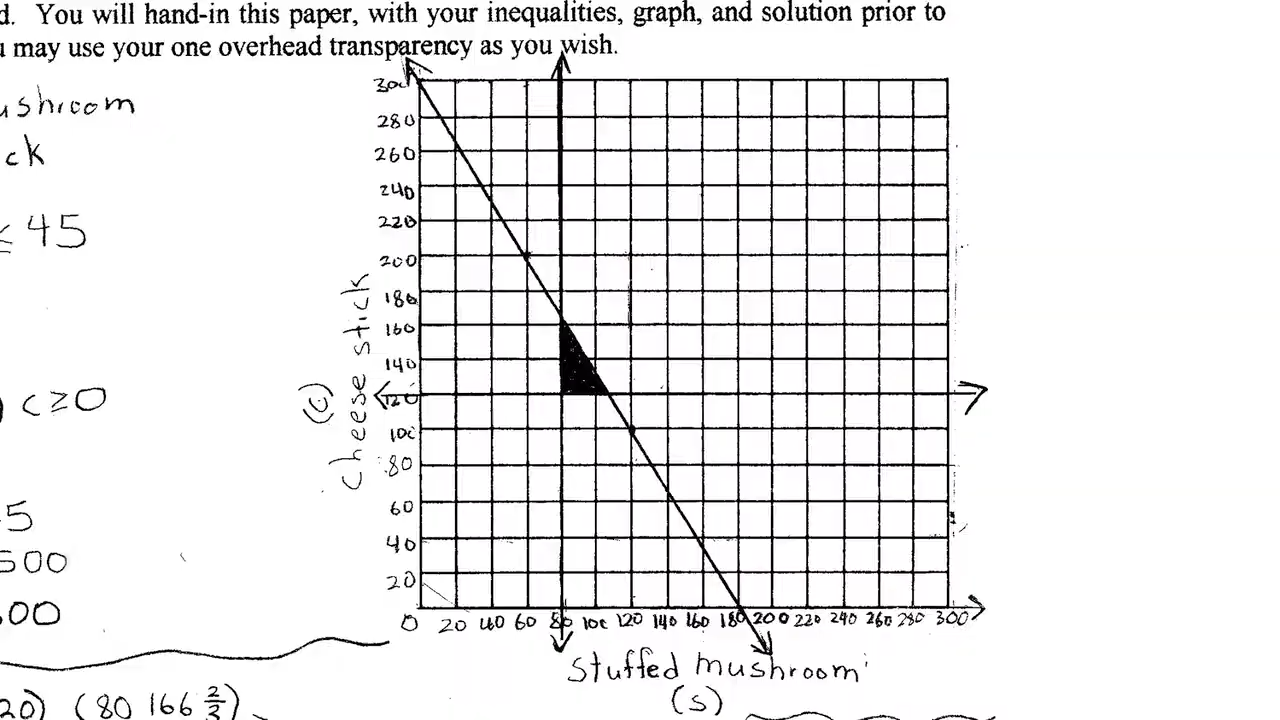 d. You will hand-in this paper, with your inequalities, graph, and solution prior to
u may use your one overhead transparency as you wish.
ushroom
ck
≤ 45
) c ≥ 0
5
500
00
20) (80 166 2/3)
300
280
260
240
220
200
180
160
140
120
100
80
60
40
20
(c)
Cheese stick
0 20 40 60 80 100 120 140 160 180 200 220 240 260 280 300
Stuffed mushroom
(s)